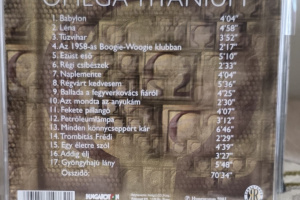 OMEGA TITANIUM
1. Babylon 4'04"
2. Léna 4'58"
3. Tűzvihar 3'52"
4. Az 1958-as Boogie-Woogie klubban 2'17"
5. Ezüst eső 5'10"
6. Régi csibészek 2'33"
7. Naplemente 4'04"
8. Régvárt kedvesem 5'36"
9. Ballada a fegyverkovács fiáról 5'25"
10. Azt mondta az anyukám 2'30"
11. Fekete pillangó 4'07"
12. Petróleumlámpa 3'12"
13. Minden könnycseppért kár 6'46"
14. Trombitás Frédi 2'29"
15. Egy életre szól 4'39"
16. Addig élj 3'27"
17. Gyöngyhajú lány 5'48"
Összidő: 70'34"
HUNGAROTON